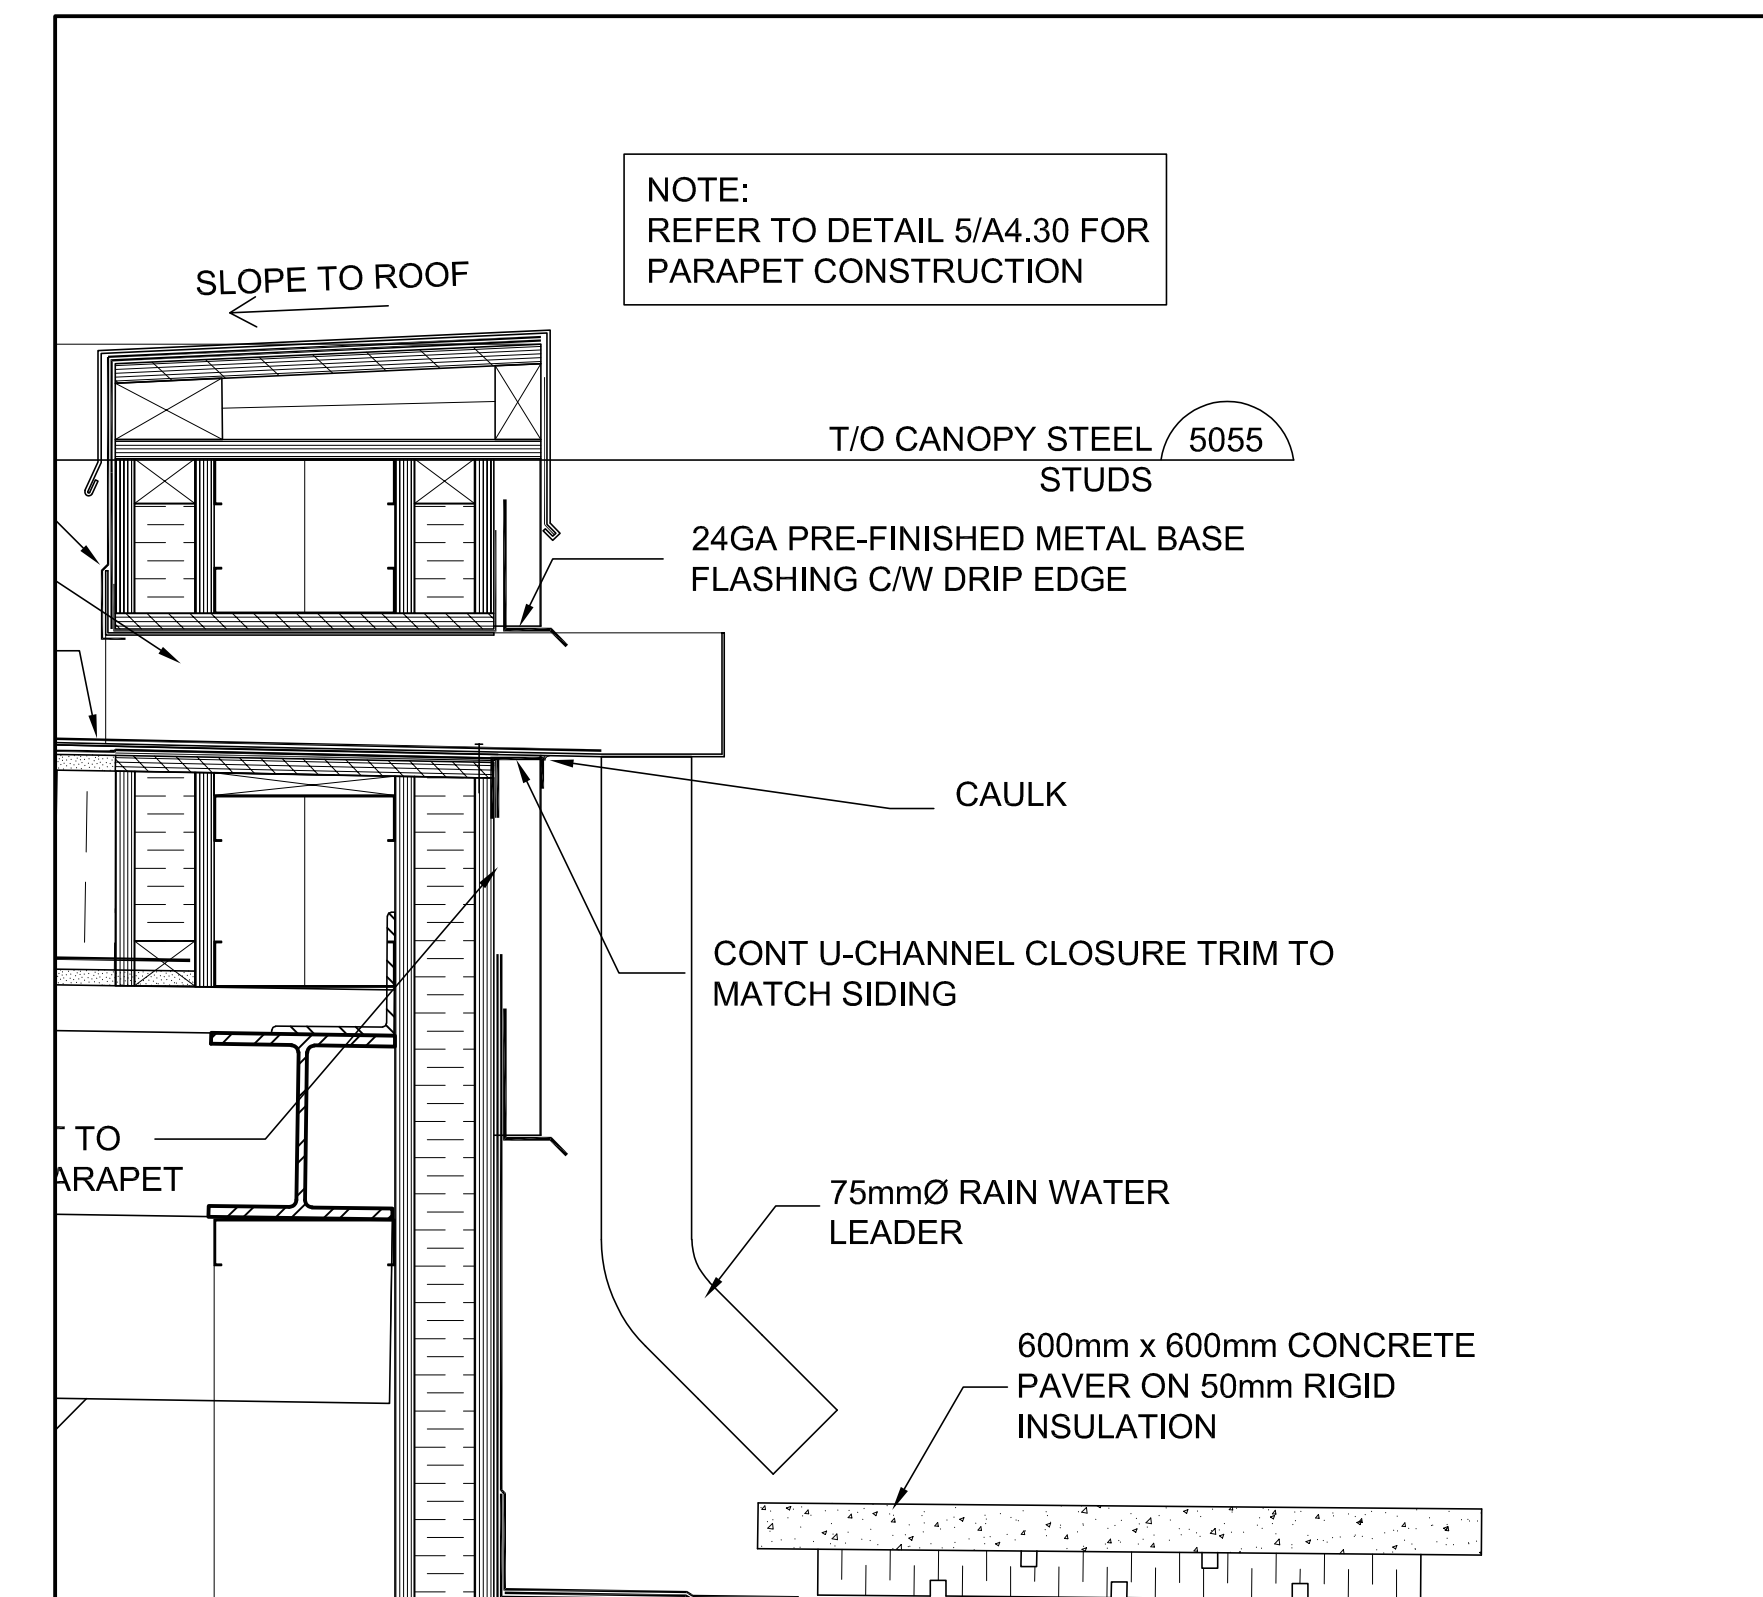 NOTE:
REFER TO DETAIL 5/A4.30 FOR
PARAPET CONSTRUCTION
SLOPE TO ROOF
T/O CANOPY STEEL
STUDS
5055
24GA PRE-FINISHED METAL BASE
FLASHING C/W DRIP EDGE
CAULK
CONT U-CHANNEL CLOSURE TRIM TO
MATCH SIDING
TO
ARAPET
75mmØ RAIN WATER
LEADER
600mm x 600mm CONCRETE
PAVER ON 50mm RIGID
INSULATION